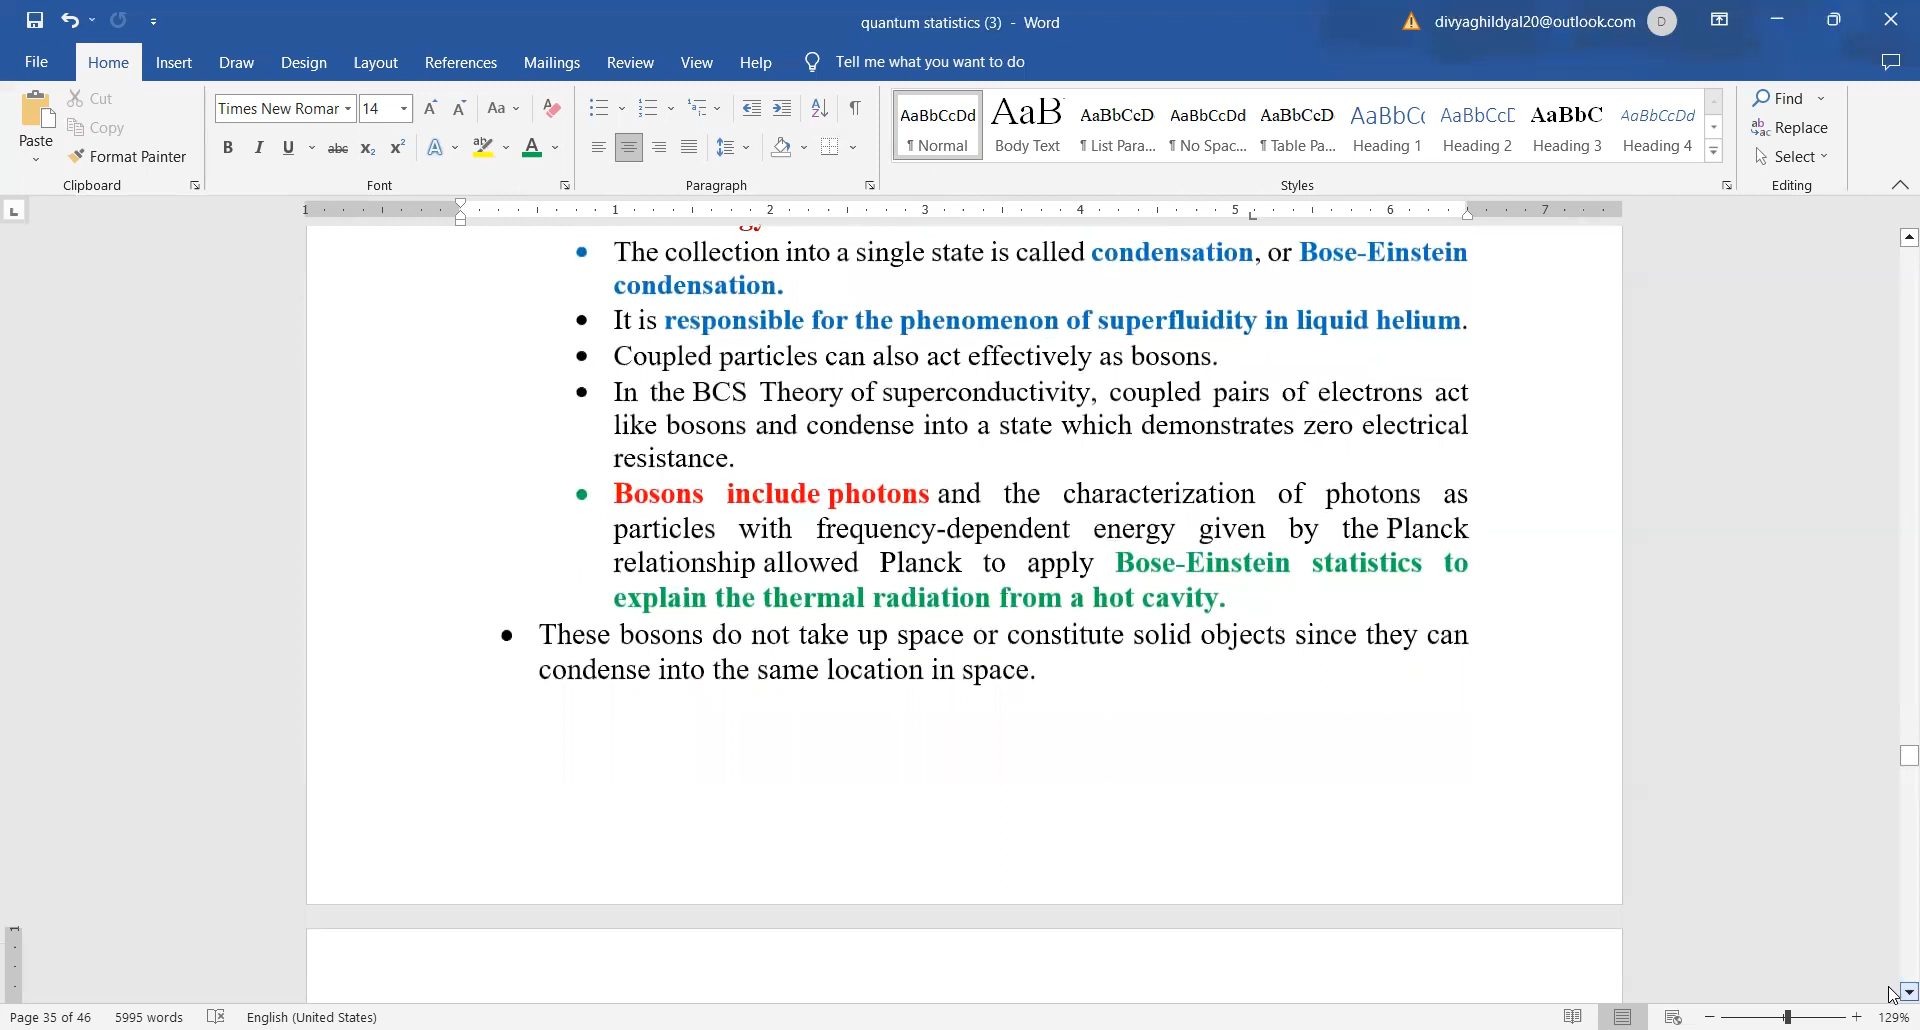 quantum statistics (3) - Word
divyaghildyal20@outlook.com
D
File Home Insert Draw Design Layout References Mailings Review View Help Tell me what you want to do
Paste
Cut
Copy
Format Painter
Clipboard
Times New Roman 14
Font
Paragraph
AaBbCcDd AaB AaBbCcD AaBbCcDd AaBbCcD AaBbCc AaBbCcD AaBbC AaBbCcDd
¶ Normal Body Text ¶ List Para... ¶ No Spac... ¶ Table Pa... Heading 1 Heading 2 Heading 3 Heading 4
Styles
Find
Replace
Select
Editing
1 1 2 3 4 5 6 7
• The collection into a single state is called condensation, or Bose-Einstein
condensation.
• It is responsible for the phenomenon of superfluidity in liquid helium.
• Coupled particles can also act effectively as bosons.
• In the BCS Theory of superconductivity, coupled pairs of electrons act
like bosons and condense into a state which demonstrates zero electrical
resistance.
• Bosons include photons and the characterization of photons as
particles with frequency-dependent energy given by the Planck
relationship allowed Planck to apply Bose-Einstein statistics to
explain the thermal radiation from a hot cavity.
• These bosons do not take up space or constitute solid objects since they can
condense into the same location in space.
Page 35 of 46 5995 words English (United States) 129%